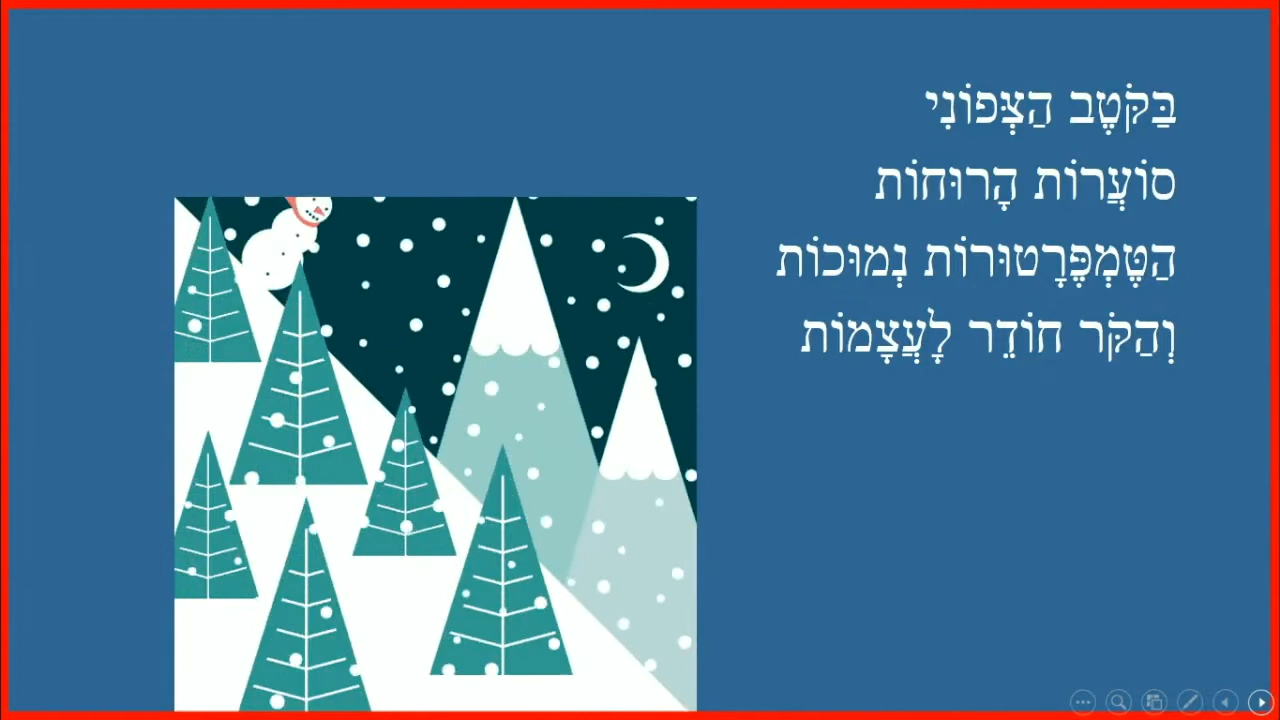 בַּקֹּטֶב הַצְּפוֹנִי
סוֹעֲרוֹת הָרוּחוֹת
הַטֶּמְפֶּרָטוּרוֹת נְמוּכוֹת
וְהַקֹּר חוֹדֵר לָעֲצָמוֹת